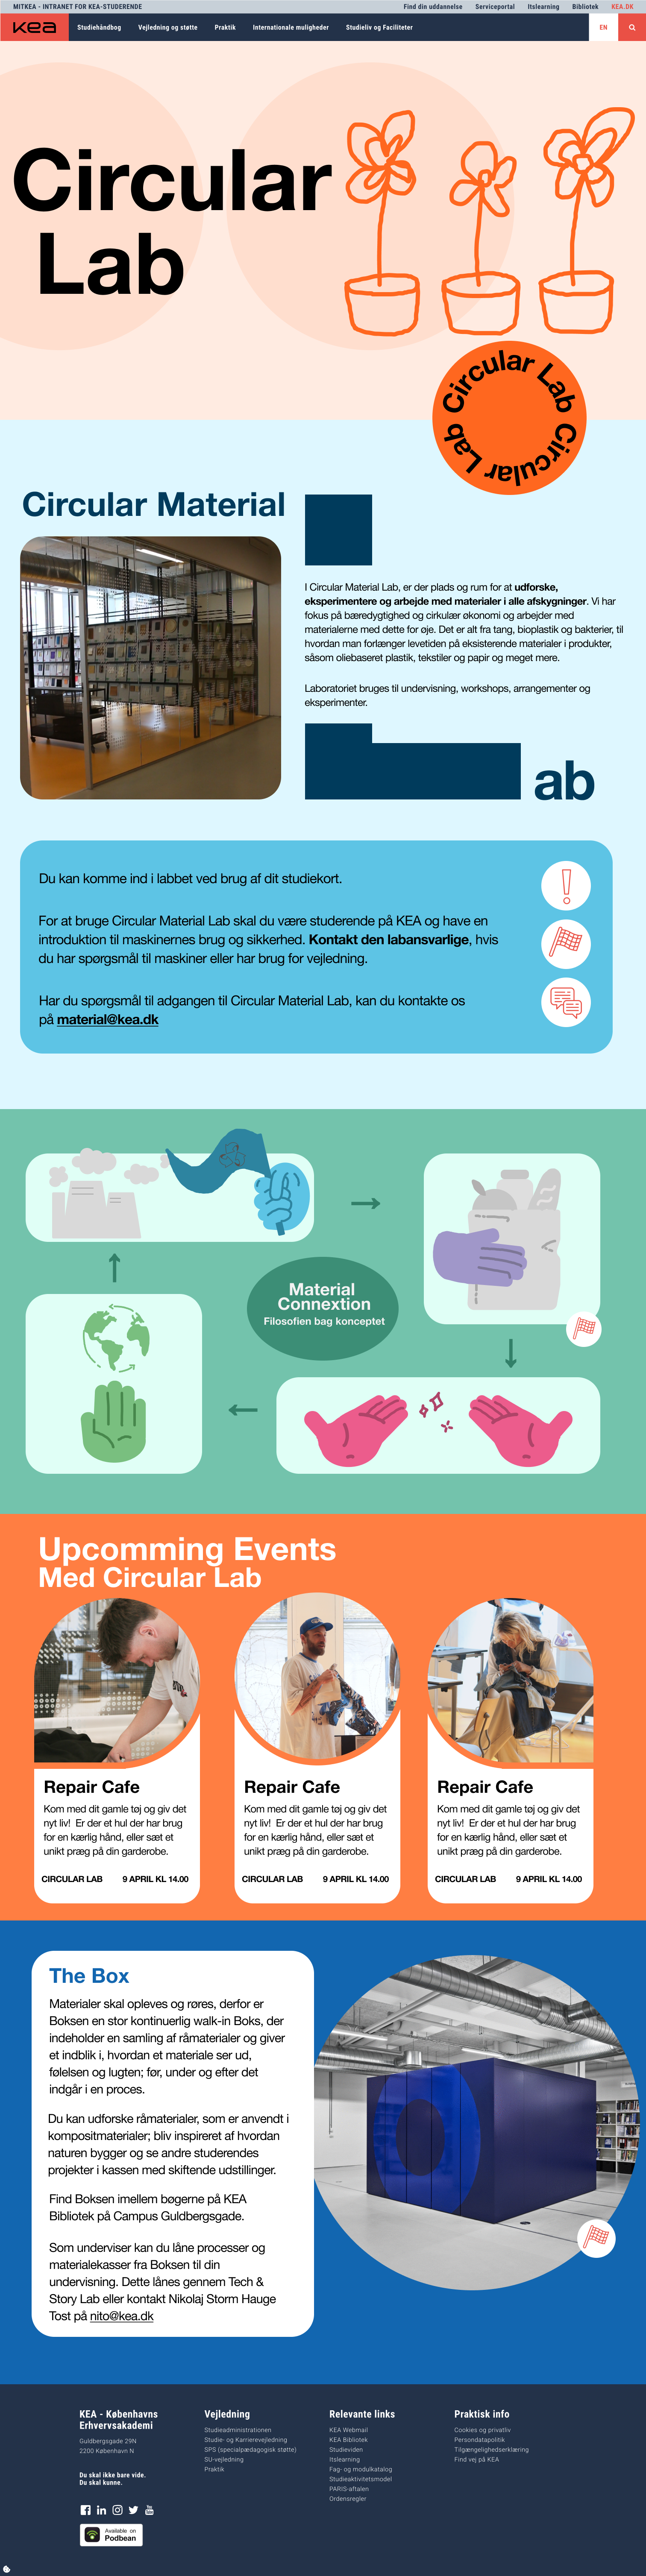 MITKEA - INTRANET FOR KEA-STUDERENDE
Find din uddannelse Serviceportal Itslearning Bibliotek KEA.DK
kea Studiehåndbog Vejledning og støtte Praktik Internationale muligheder Studieliv og Faciliteter EN
Circular
Lab
Circular Lab Circular Lab
Circular Material
I Circular Material Lab, er der plads og rum for at udforske,
eksperimentere og arbejde med materialer i alle afskygninger. Vi har
fokus på bæredygtighed og cirkulær økonomi og arbejder med
materialerne med dette for øje. Det er alt fra tang, bioplastik og bakterier, til
hvordan man forlænger levetiden på eksisterende materialer i produkter,
såsom oliebaseret plastik, tekstiler og papir og meget mere.
Laboratoriet bruges til undervisning, workshops, arrangementer og
eksperimenter.
ab
Du kan komme ind i labbet ved brug af dit studiekort.
For at bruge Circular Material Lab skal du være studerende på KEA og have en
introduktion til maskinernes brug og sikkerhed. Kontakt den labansvarlige, hvis
du har spørgsmål til maskiner eller har brug for vejledning.
Har du spørgsmål til adgangen til Circular Material Lab, kan du kontakte os
på material@kea.dk
Material
Connextion
Filosofien bag konceptet
Upcomming Events
Med Circular Lab
Repair Cafe
Kom med dit gamle tøj og giv det
nyt liv! Er der et hul der har brug
for en kærlig hånd, eller sæt et
unikt præg på din garderobe.
CIRCULAR LAB 9 APRIL KL 14.00
Repair Cafe
Kom med dit gamle tøj og giv det
nyt liv! Er der et hul der har brug
for en kærlig hånd, eller sæt et
unikt præg på din garderobe.
CIRCULAR LAB 9 APRIL KL 14.00
Repair Cafe
Kom med dit gamle tøj og giv det
nyt liv! Er der et hul der har brug
for en kærlig hånd, eller sæt et
unikt præg på din garderobe.
CIRCULAR LAB 9 APRIL KL 14.00
The Box
Materialer skal opleves og røres, derfor er
Boksen en stor kontinuerlig walk-in Boks, der
indeholder en samling af råmaterialer og giver
et indblik i, hvordan et materiale ser ud,
følelsen og lugten; før, under og efter det
indgår i en proces.
Du kan udforske råmaterialer, som er anvendt i
kompositmaterialer; bliv inspireret af hvordan
naturen bygger og se andre studerendes
projekter i kassen med skiftende udstillinger.
Find Boksen imellem bøgerne på KEA
Bibliotek på Campus Guldbergsgade.
Som underviser kan du låne processer og
materialekasser fra Boksen til din
undervisning. Dette lånes gennem Tech &
Story Lab eller kontakt Nikolaj Storm Hauge
Tost på nito@kea.dk
KEA - Københavns
Erhvervsakademi
Guldbergsgade 29N
2200 København N
Du skal ikke bare vide.
Du skal kunne.
Available on
Podbean
Vejledning
Studieadministrationen
Studie- og Karrierevejledning
SPS (specialpædagogisk støtte)
SU-vejledning
Praktik
Relevante links
KEA Webmail
KEA Bibliotek
Studieviden
Itslearning
Fag- og modulkatalog
Studieaktivitetsmodel
PARIS-aftalen
Ordensregler
Praktisk info
Cookies og privatliv
Persondatapolitik
Tilgængelighedserklæring
Find vej på KEA